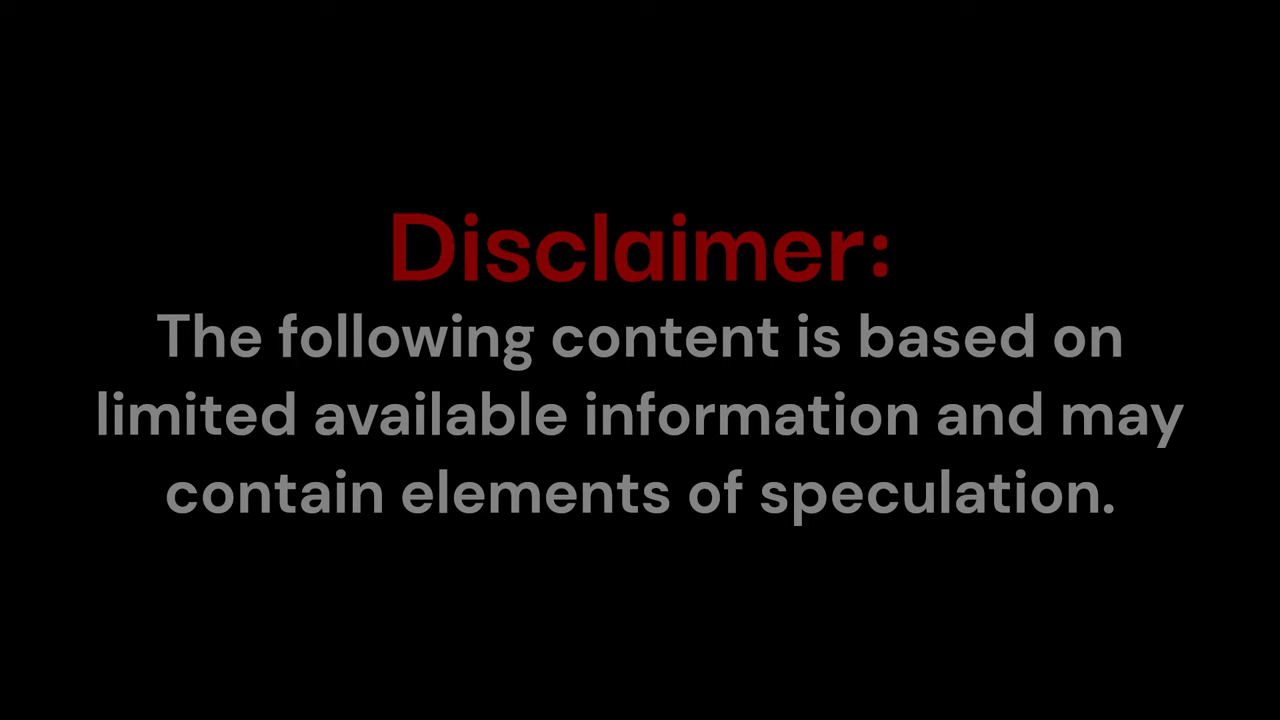 Disclaimer:
The following content is based on
limited available information and may
contain elements of speculation.